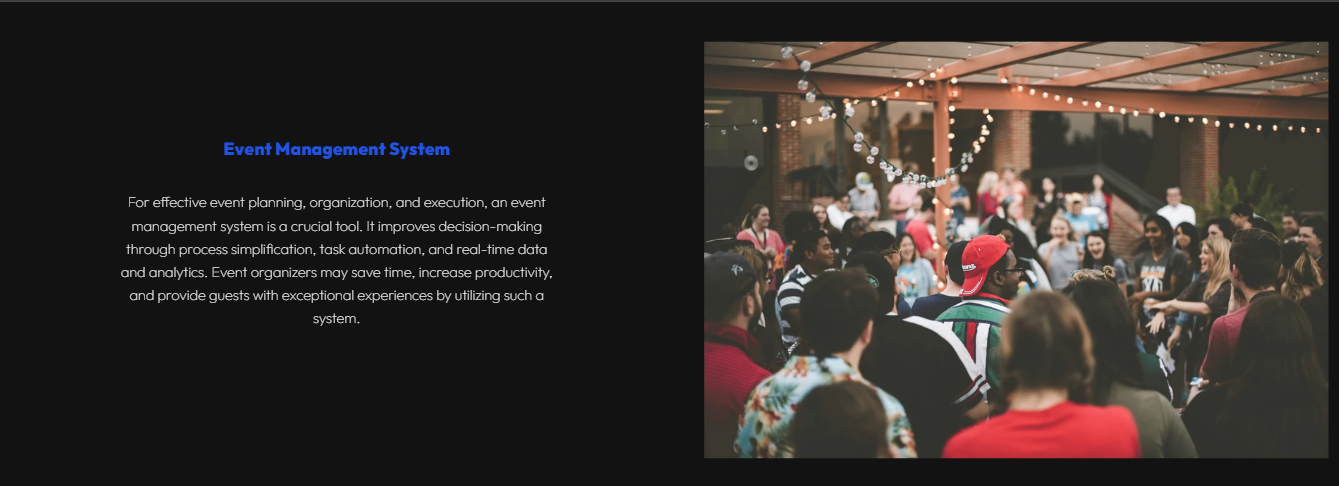 Event Management System
For effective event planning, organization, and execution, an event
management system is a crucial tool. It improves decision-making
through process simplification, task automation, and real-time data
and analytics. Event organizers may save time, increase productivity,
and provide guests with exceptional experiences by utilizing such a
system.